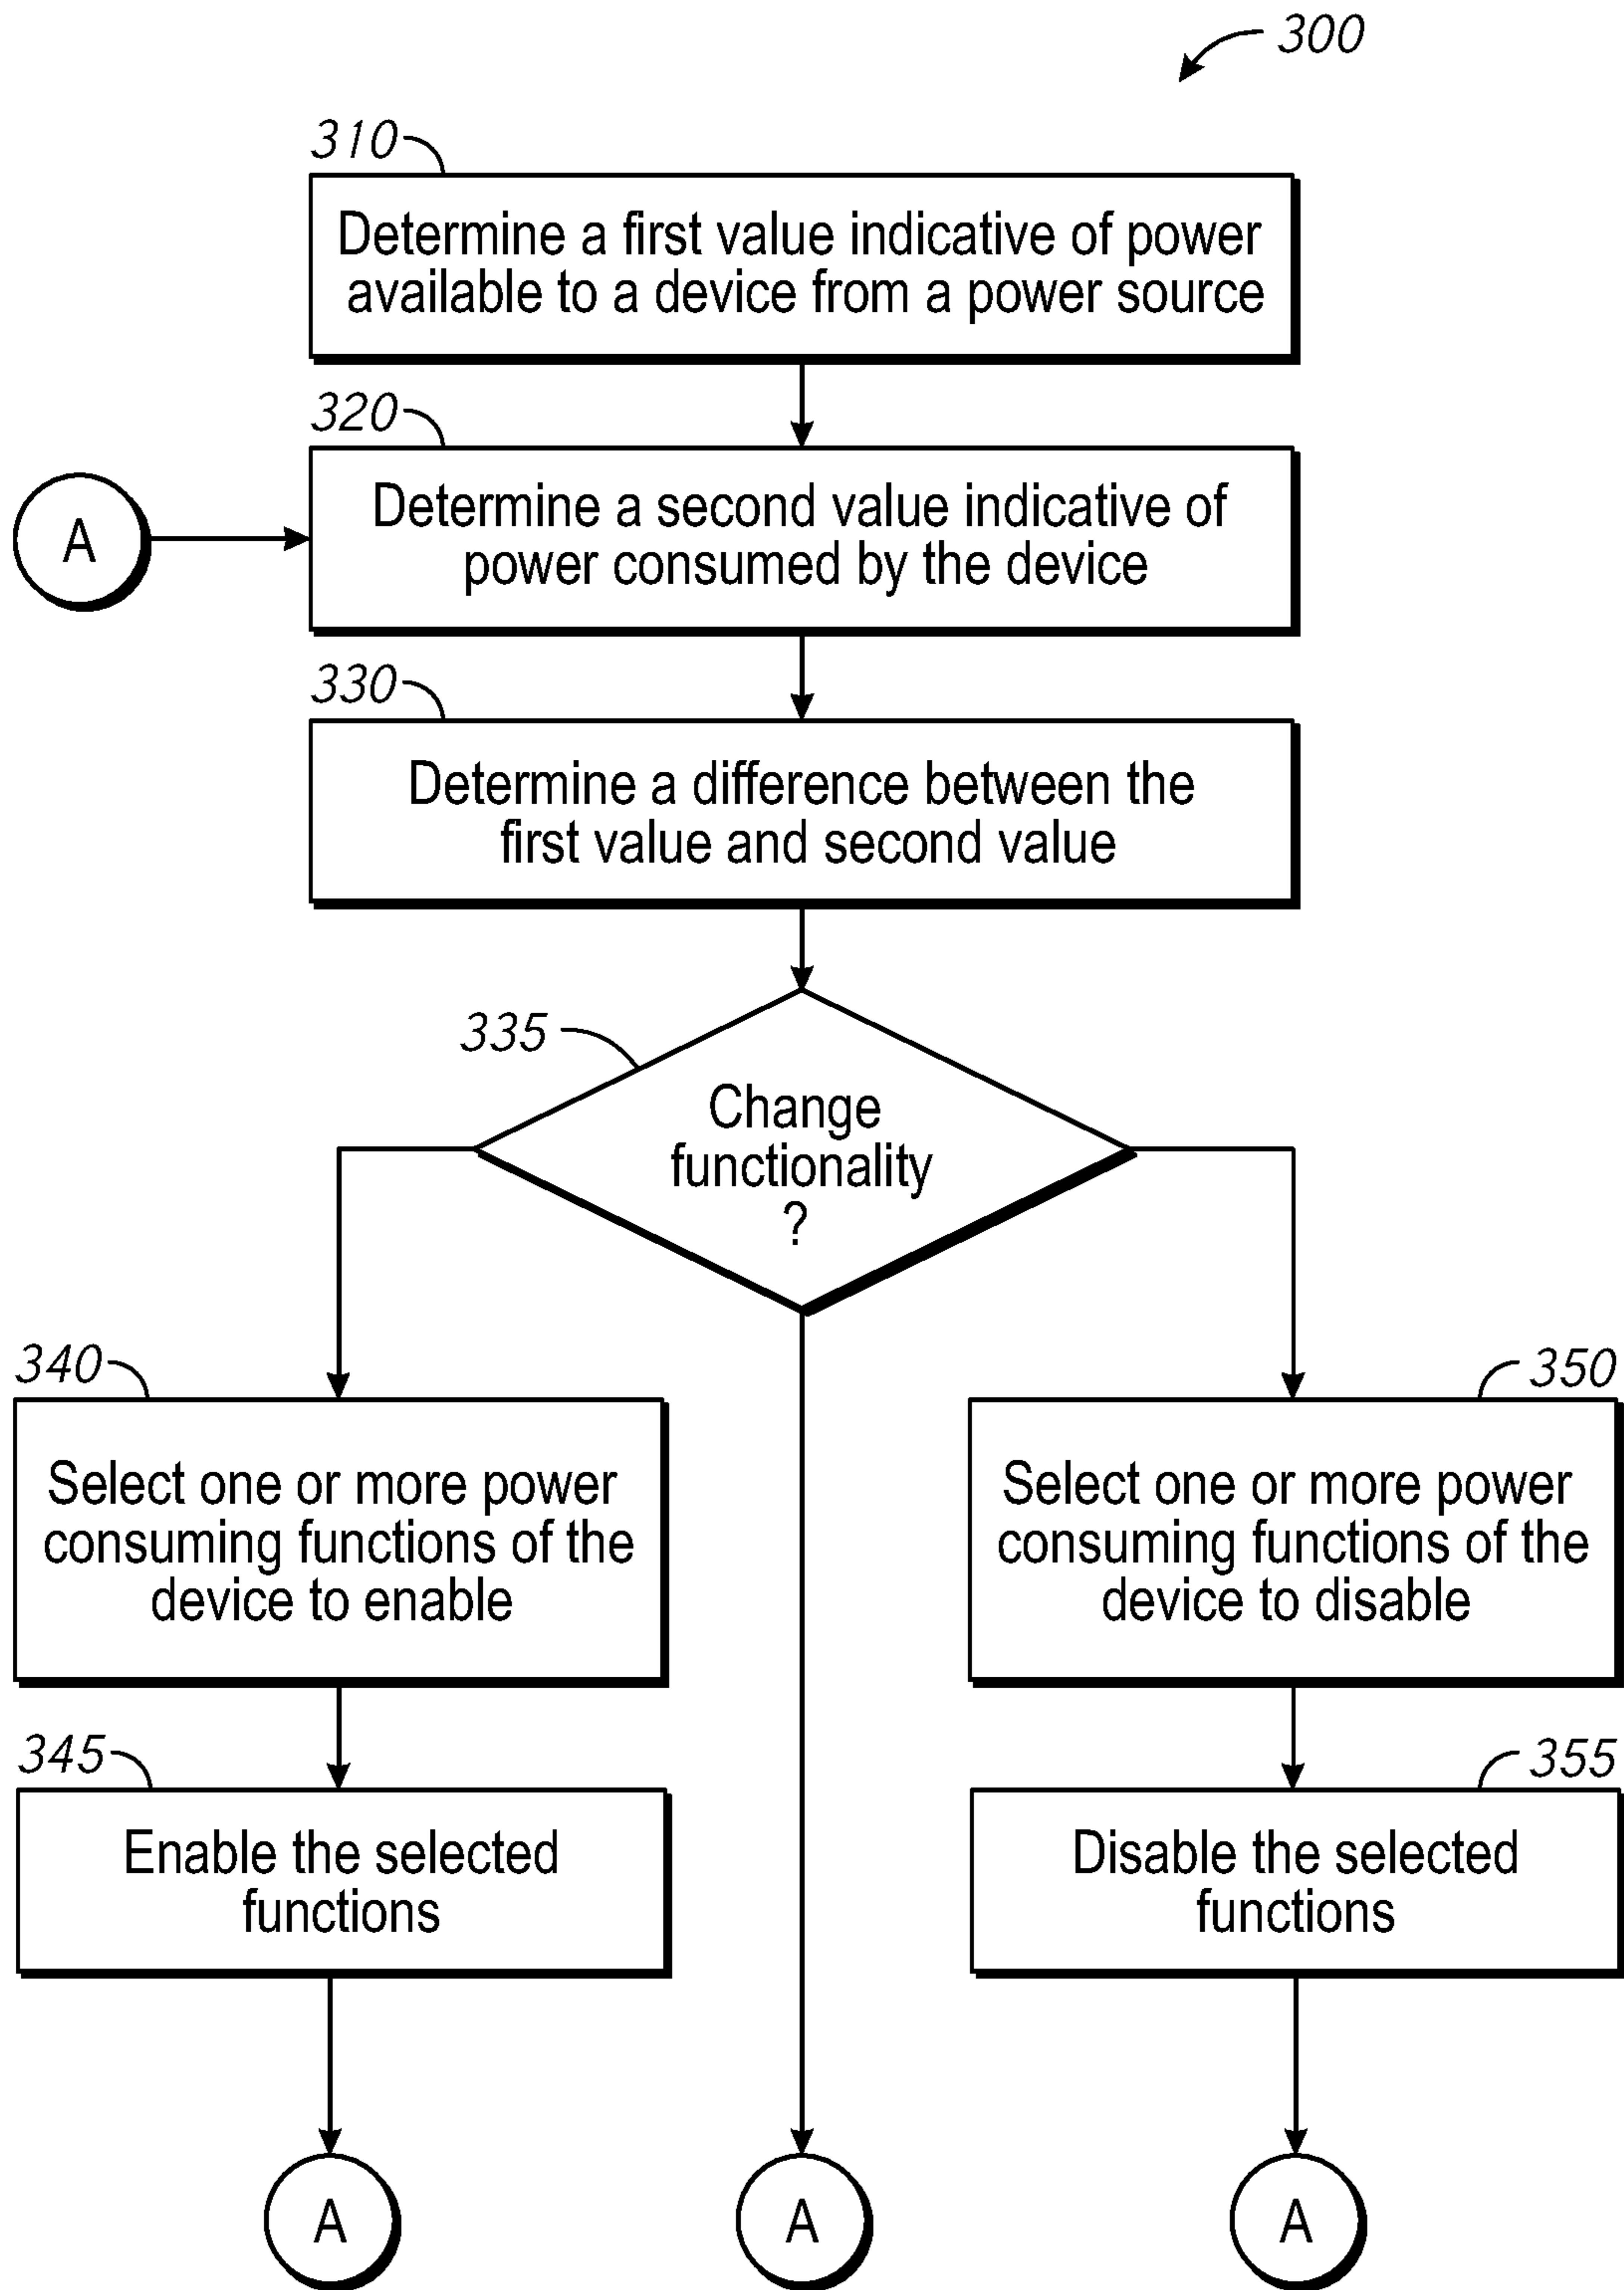 300
310
Determine a first value indicative of power
available to a device from a power source
320
A
Determine a second value indicative of
power consumed by the device
330
Determine a difference between the
first value and second value
335
Change
functionality
?
340
Select one or more power
consuming functions of the
device to enable
350
Select one or more power
consuming functions of the
device to disable
345
Enable the selected
functions
355
Disable the selected
functions
A
A
A